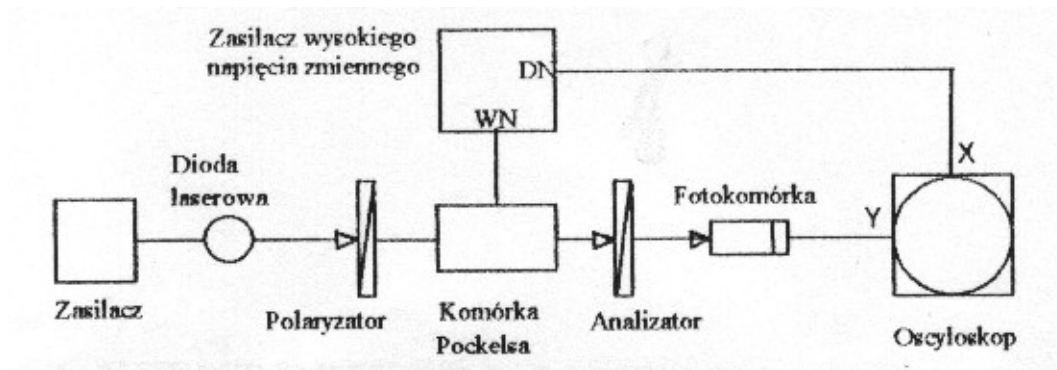 Zasilacz wysokiego
napięcia zmiennego
DN
WN
X
Dioda
laserowa
Fotokomórka
Y
Zasilacz
Polaryzator
Komórka
Pockelsa
Analizator
Oscyloskop